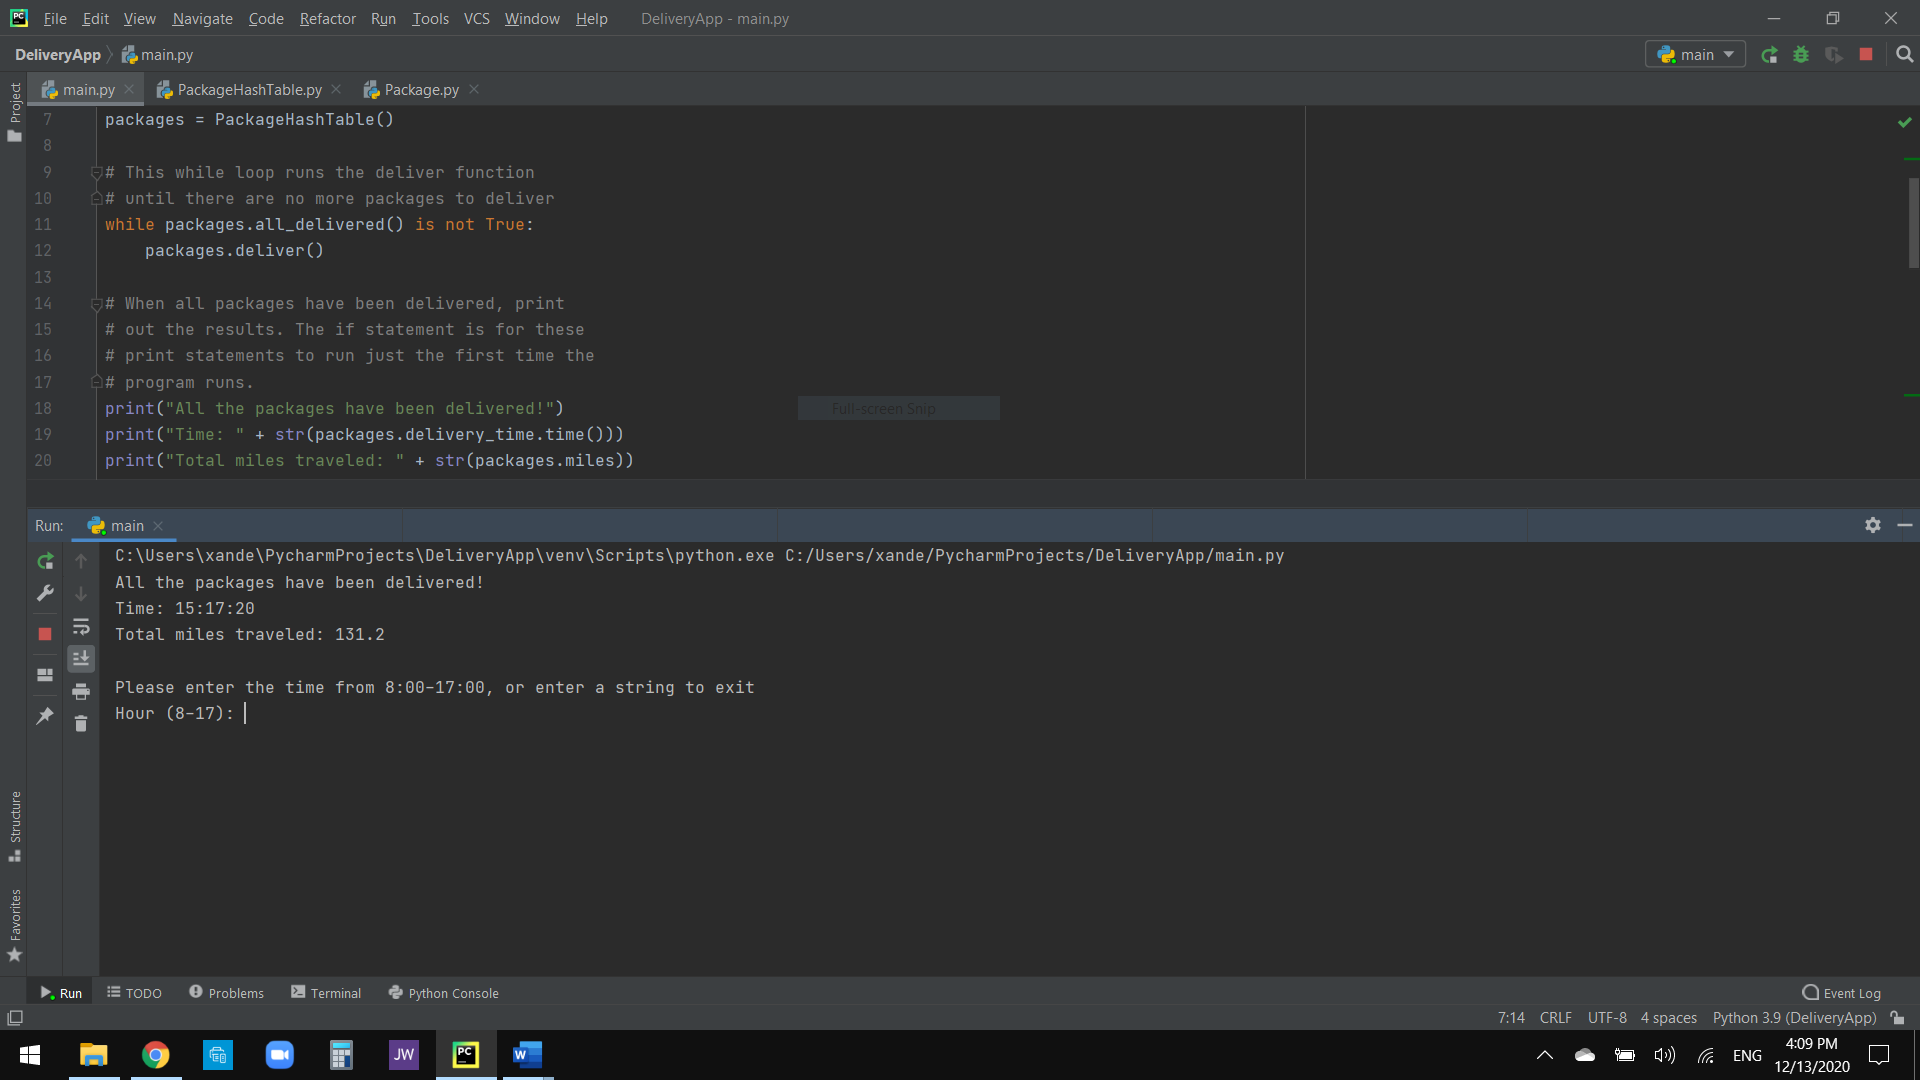 PC File Edit View Navigate Code Refactor Run Tools VCS Window Help DeliveryApp - main.py
DeliveryApp main.py main
main.py PackageHashTable.py Package.py
Project
7 packages = PackageHashTable()
8
9 # This while loop runs the deliver function
10 # until there are no more packages to deliver
11 while packages.all_delivered() is not True:
12 packages.deliver()
13
14 # When all packages have been delivered, print
15 # out the results. The if statement is for these
16 # print statements to run just the first time the
17 # program runs.
18 print("All the packages have been delivered!")
Full-screen Snip
19 print("Time: " + str(packages.delivery_time.time()))
20 print("Total miles traveled: " + str(packages.miles))
Run: main
C:\Users\xande\PycharmProjects\DeliveryApp\venv\Scripts\python.exe C:/Users/xande/PycharmProjects/DeliveryApp/main.py
All the packages have been delivered!
Time: 15:17:20
Total miles traveled: 131.2
Please enter the time from 8:00-17:00, or enter a string to exit
Hour (8-17):
Structure
Favorites
Run TODO Problems Terminal Python Console Event Log
7:14 CRLF UTF-8 4 spaces Python 3.9 (DeliveryApp)
JW PC W ENG 4:09 PM
12/13/2020